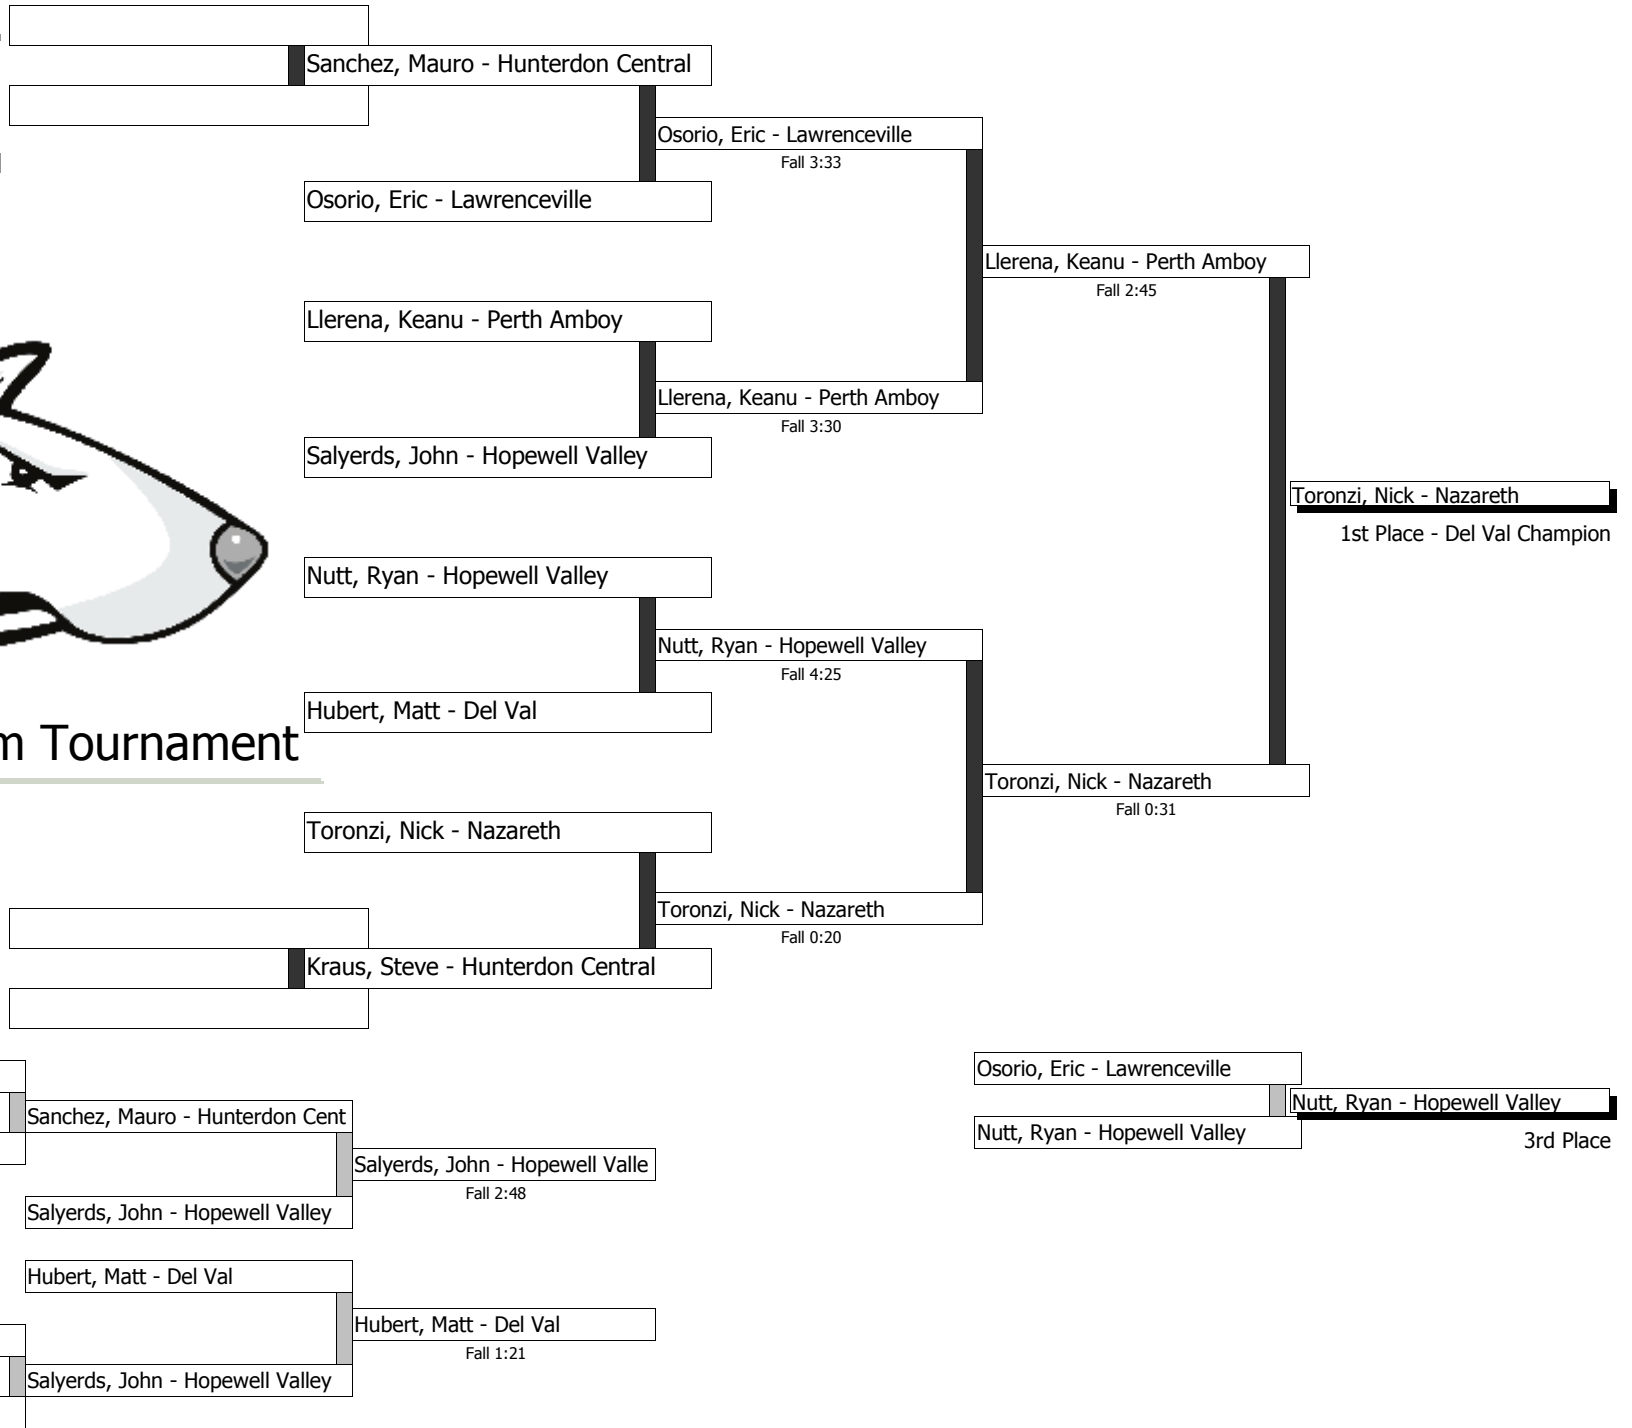 Sanchez, Mauro - Hunterdon Central
Osorio, Eric - Lawrenceville
Fall 3:33
Osorio, Eric - Lawrenceville
Llerena, Keanu - Perth Amboy
Fall 2:45
Llerena, Keanu - Perth Amboy
Llerena, Keanu - Perth Amboy
Fall 3:30
Salyerds, John - Hopewell Valley
Toronzi, Nick - Nazareth
1st Place - Del Val Champion
Nutt, Ryan - Hopewell Valley
Nutt, Ryan - Hopewell Valley
Fall 4:25
Hubert, Matt - Del Val
m Tournament
Toronzi, Nick - Nazareth
Fall 0:31
Toronzi, Nick - Nazareth
Toronzi, Nick - Nazareth
Fall 0:20
Kraus, Steve - Hunterdon Central
Osorio, Eric - Lawrenceville
Nutt, Ryan - Hopewell Valley
Nutt, Ryan - Hopewell Valley
3rd Place
Sanchez, Mauro - Hunterdon Cent
Salyerds, John - Hopewell Valle
Fall 2:48
Salyerds, John - Hopewell Valley
Hubert, Matt - Del Val
Hubert, Matt - Del Val
Fall 1:21
Salyerds, John - Hopewell Valley